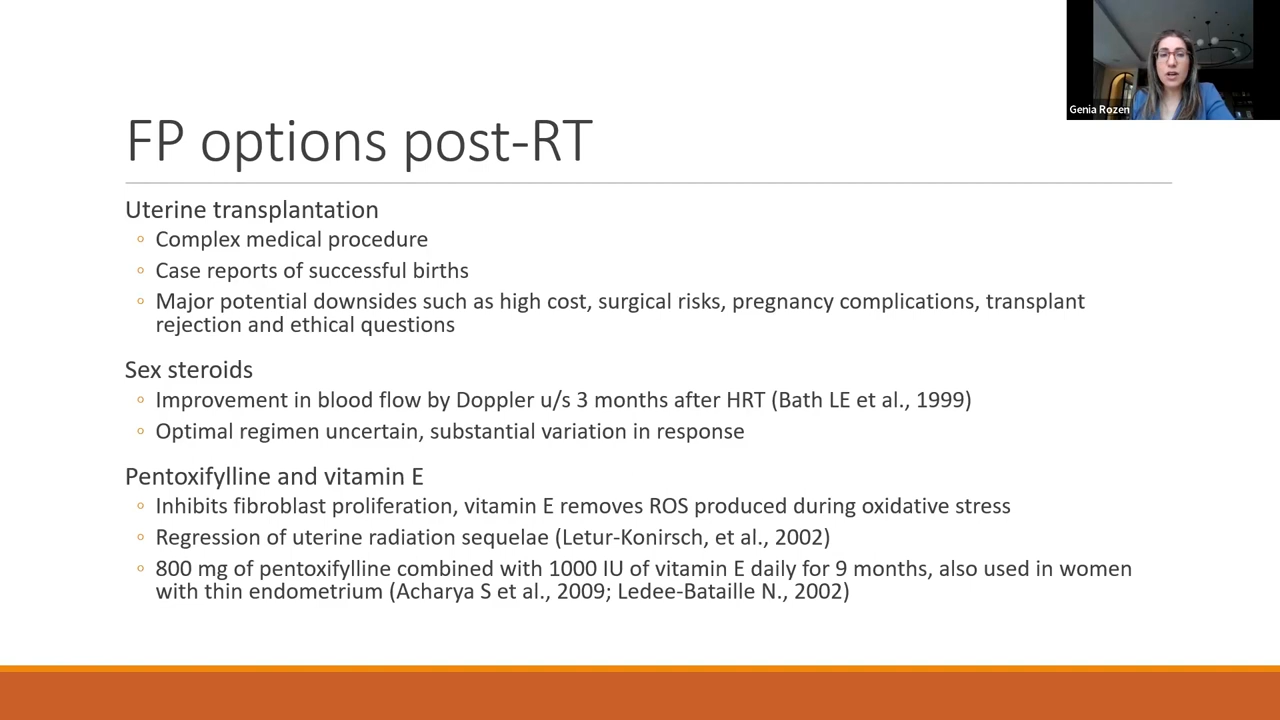 Genia Rozen
FP options post-RT
Uterine transplantation
◦ Complex medical procedure
◦ Case reports of successful births
◦ Major potential downsides such as high cost, surgical risks, pregnancy complications, transplant
rejection and ethical questions
Sex steroids
◦ Improvement in blood flow by Doppler u/s 3 months after HRT (Bath LE et al., 1999)
◦ Optimal regimen uncertain, substantial variation in response
Pentoxifylline and vitamin E
◦ Inhibits fibroblast proliferation, vitamin E removes ROS produced during oxidative stress
◦ Regression of uterine radiation sequelae (Letur-Konirsch, et al., 2002)
◦ 800 mg of pentoxifylline combined with 1000 IU of vitamin E daily for 9 months, also used in women
with thin endometrium (Acharya S et al., 2009; Ledee-Bataille N., 2002)